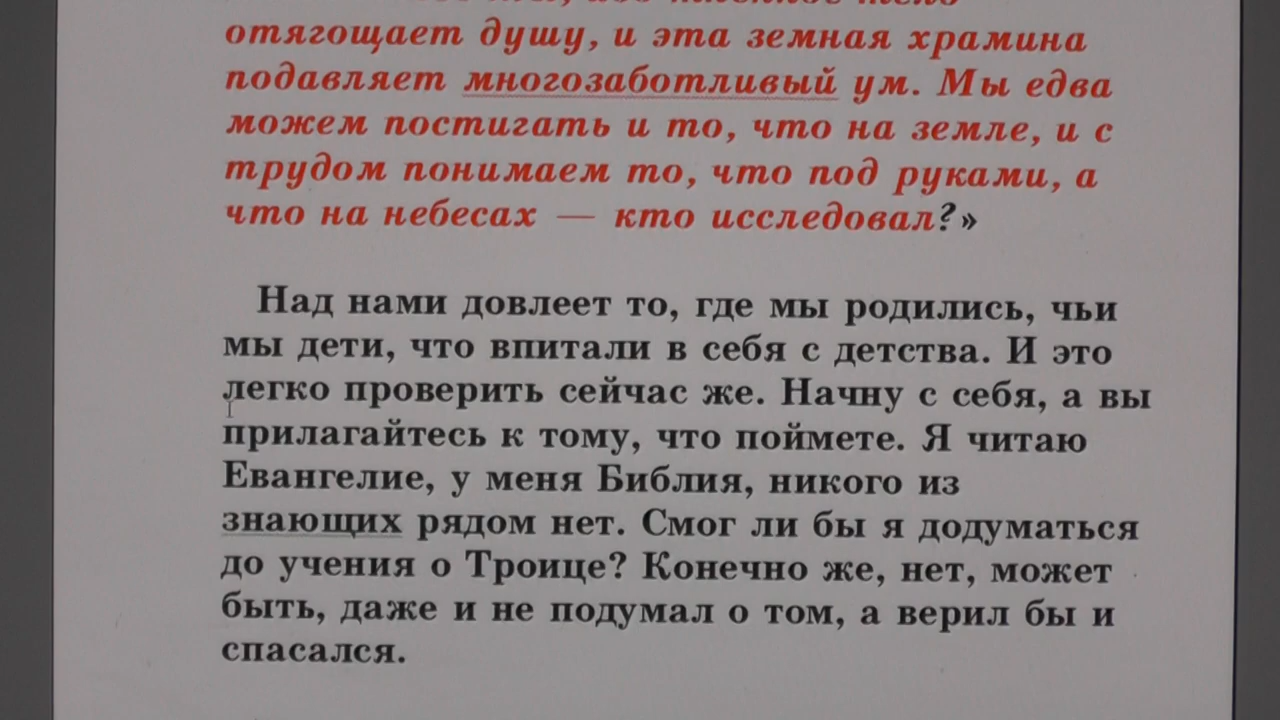 отягощает душу, и эта земная храмина
подавляет многозаботливый ум. Мы едва
можем постигать и то, что на земле, и с
трудом понимаем то, что под руками, а
что на небесах — кто исследовал?»
Над нами довлеет то, где мы родились, чьи
мы дети, что впитали в себя с детства. И это
легко проверить сейчас же. Начну с себя, а вы
прилагайтесь к тому, что поймете. Я читаю
Евангелие, у меня Библия, никого из
знающих рядом нет. Смог ли бы я додуматься
до учения о Троице? Конечно же, нет, может
быть, даже и не подумал о том, а верил бы и
спасался.